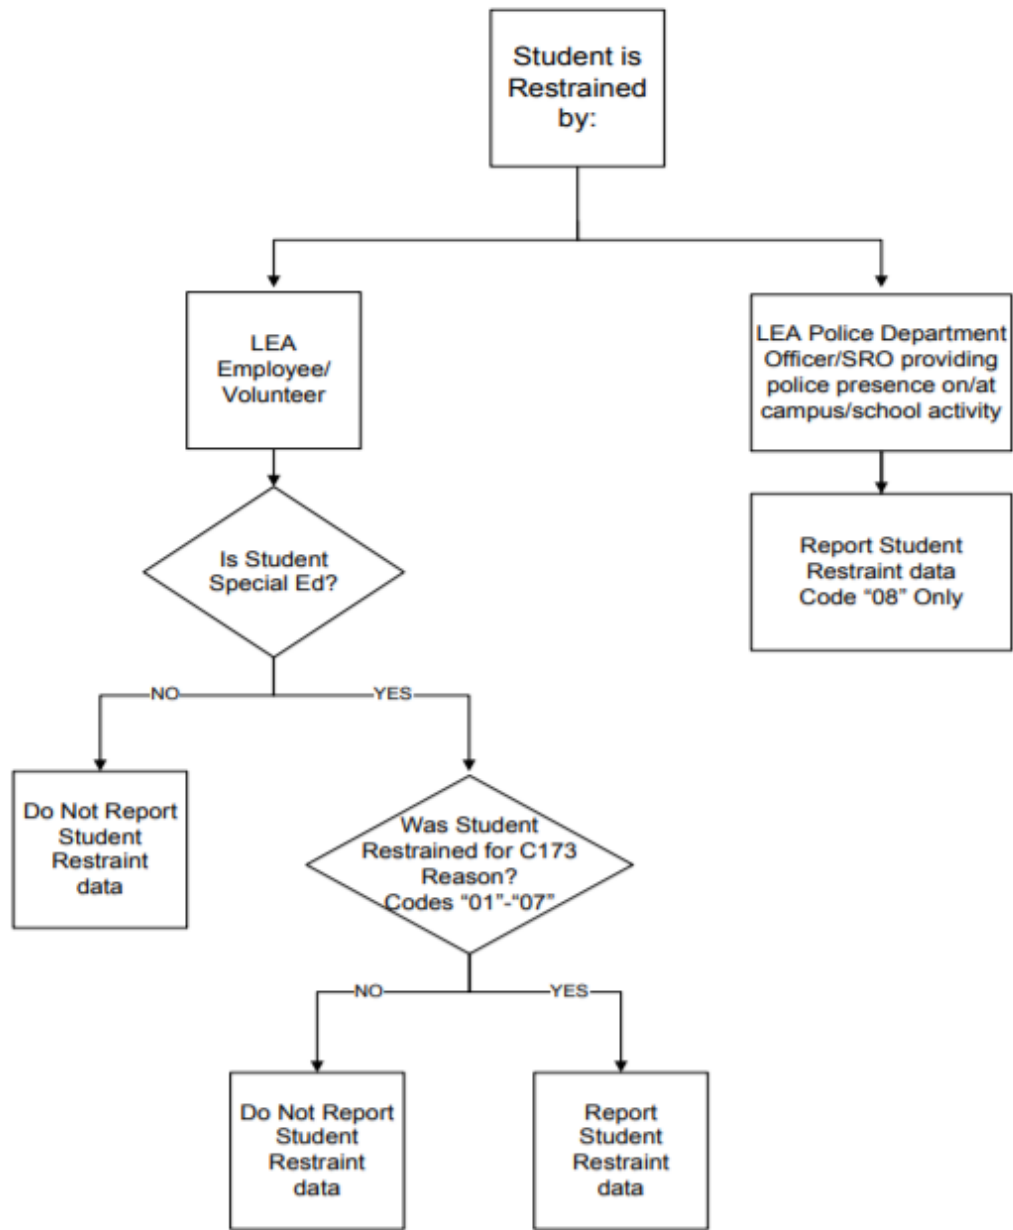 Student is
Restrained
by:
LEA
Employee/
Volunteer
LEA Police Department
Officer/SRO providing
police presence on/at
campus/school activity
Is Student
Special Ed?
Report Student
Restraint data
Code “08” Only
NO
YES
Do Not Report
Student
Restraint
data
Was Student
Restrained for C173
Reason?
Codes “01”-“07”
NO
YES
Do Not Report
Student
Restraint
data
Report
Student
Restraint
data